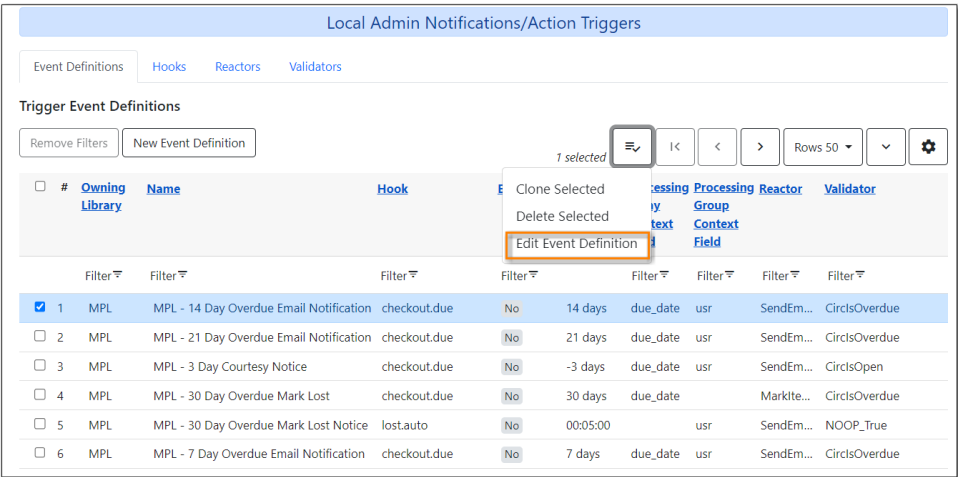 Local Admin Notifications/Action Triggers
Event Definitions Hooks Reactors Validators
Trigger Event Definitions
Remove Filters New Event Definition 1 selected Rows 50
Clone Selected
Delete Selected
Edit Event Definition
# Owning Library Name Hook Processing Group Context Field Reactor Validator
Filter Filter Filter Filter Filter Filter Filter Filter
1 MPL MPL - 14 Day Overdue Email Notification checkout.due No 14 days due_date usr SendEm... CircIsOverdue
2 MPL MPL - 21 Day Overdue Email Notification checkout.due No 21 days due_date usr SendEm... CircIsOverdue
3 MPL MPL - 3 Day Courtesy Notice checkout.due No -3 days due_date usr SendEm... CircIsOpen
4 MPL MPL - 30 Day Overdue Mark Lost checkout.due No 30 days due_date MarkIte... CircIsOverdue
5 MPL MPL - 30 Day Overdue Mark Lost Notice lost.auto No 00:05:00 usr SendEm... NOOP_True
6 MPL MPL - 7 Day Overdue Email Notification checkout.due No 7 days due_date usr SendEm... CircIsOverdue